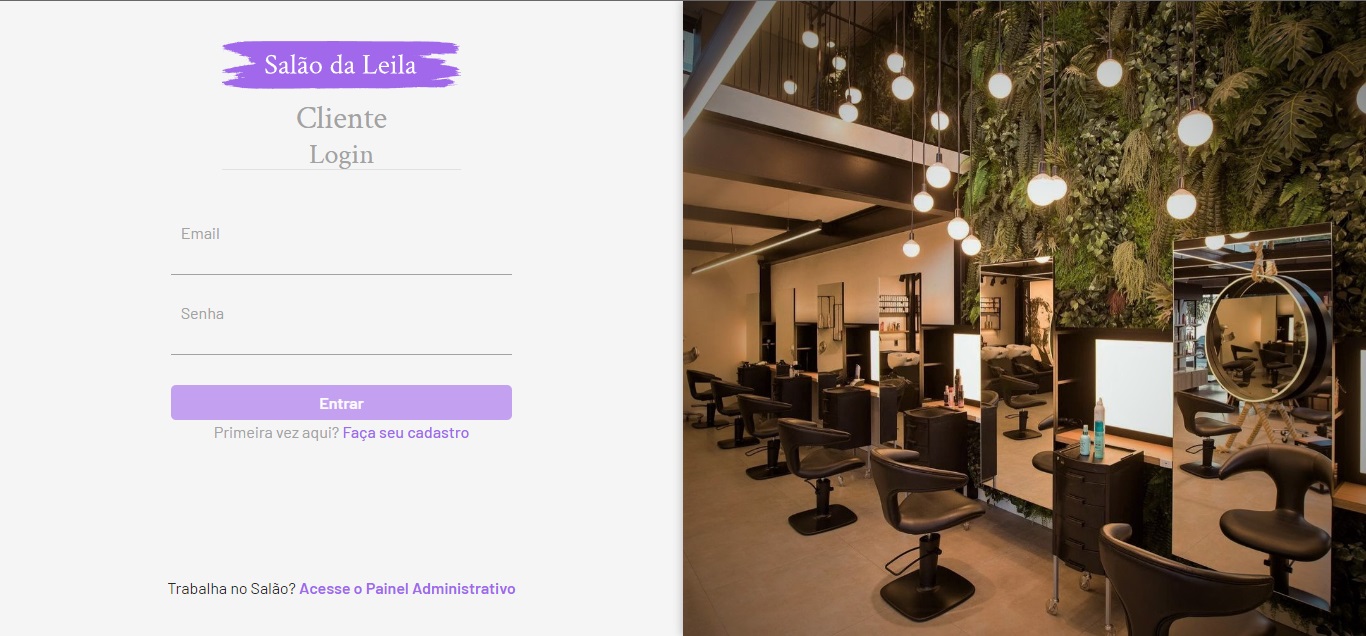 Salão da Leila
Cliente
Login
Email
Senha
Entrar
Primeira vez aqui? Faça seu cadastro
Trabalha no Salão? Acesse o Painel Administrativo